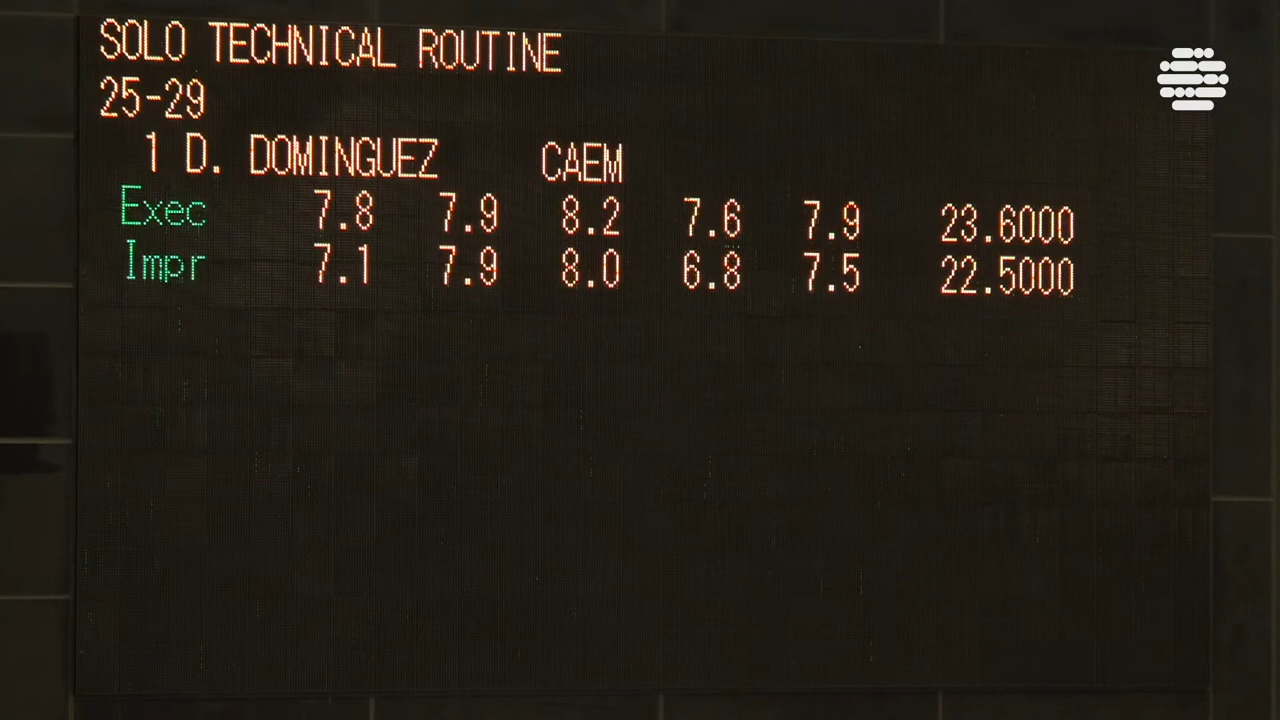 SOLO TECHNICAL ROUTINE
25-29
1 D. DOMINGUEZ CAEM
Exec 7.8 7.9 8.2 7.6 7.9 23.6000
Impr 7.1 7.9 8.0 6.8 7.5 22.5000